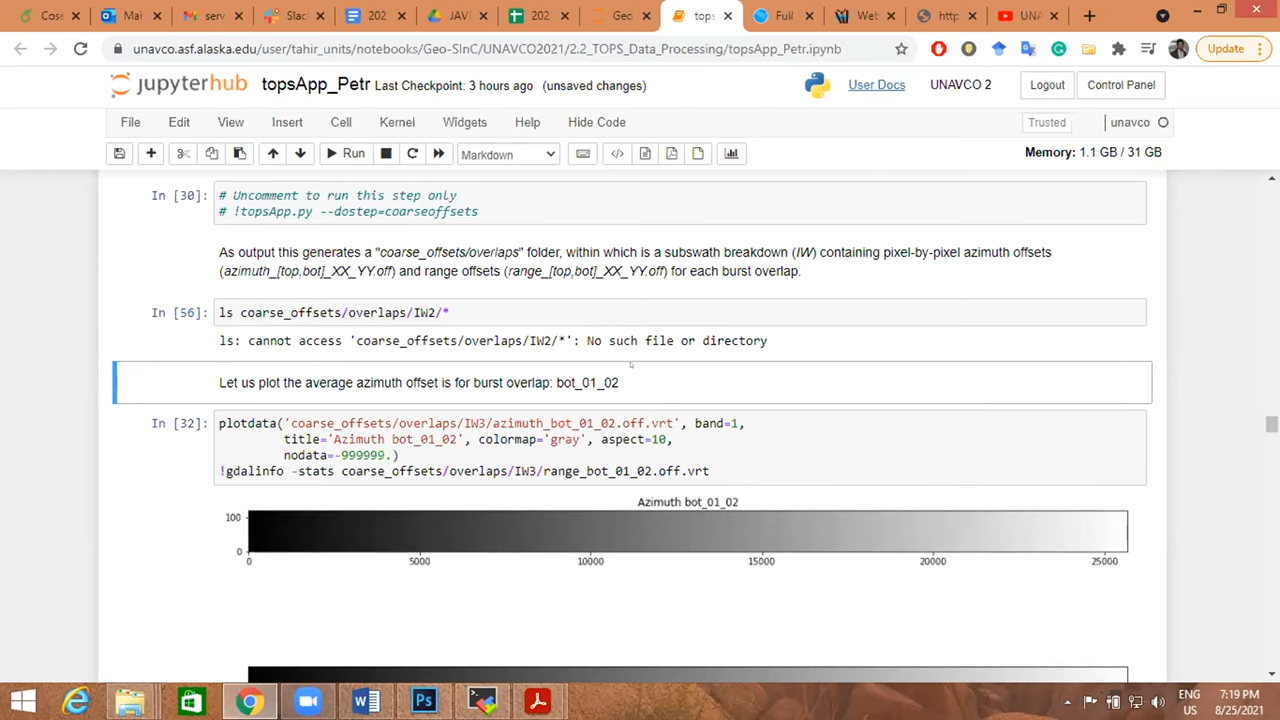 Cose
Mai
serv
Slac
202
JAVE
202
Geo
tops
Full
Wel
http
UNA
unavco.asf.alaska.edu/user/tahir_units/notebooks/Geo-SInC/UNAVCO2021/2.2_TOPS_Data_Processing/topsApp_Petr.ipynb
Update
jupyterhub topsApp_Petr Last Checkpoint: 3 hours ago (unsaved changes)
User Docs UNAVCO 2 Logout Control Panel
File Edit View Insert Cell Kernel Widgets Help Hide Code
Trusted unavco
Run Markdown
Memory: 1.1 GB / 31 GB
In [30]: # Uncomment to run this step only
# !topsApp.py --dostep=coarseoffsets
As output this generates a "coarse_offsets/overlaps" folder, within which is a subswath breakdown (IW) containing pixel-by-pixel azimuth offsets
(azimuth_[top,bot]_XX_YY.off) and range offsets (range_[top,bot]_XX_YY.off) for each burst overlap.
In [56]: ls coarse_offsets/overlaps/IW2/*
ls: cannot access 'coarse_offsets/overlaps/IW2/*': No such file or directory
Let us plot the average azimuth offset is for burst overlap: bot_01_02
In [32]: plotdata('coarse_offsets/overlaps/IW3/azimuth_bot_01_02.off.vrt', band=1,
title='Azimuth bot_01_02', colormap='gray', aspect=10,
nodata=-999999.)
!gdalinfo -stats coarse_offsets/overlaps/IW3/range_bot_01_02.off.vrt
Azimuth bot_01_02
100
0
0 5000 10000 15000 20000 25000
ENG
US
7:19 PM
8/25/2021